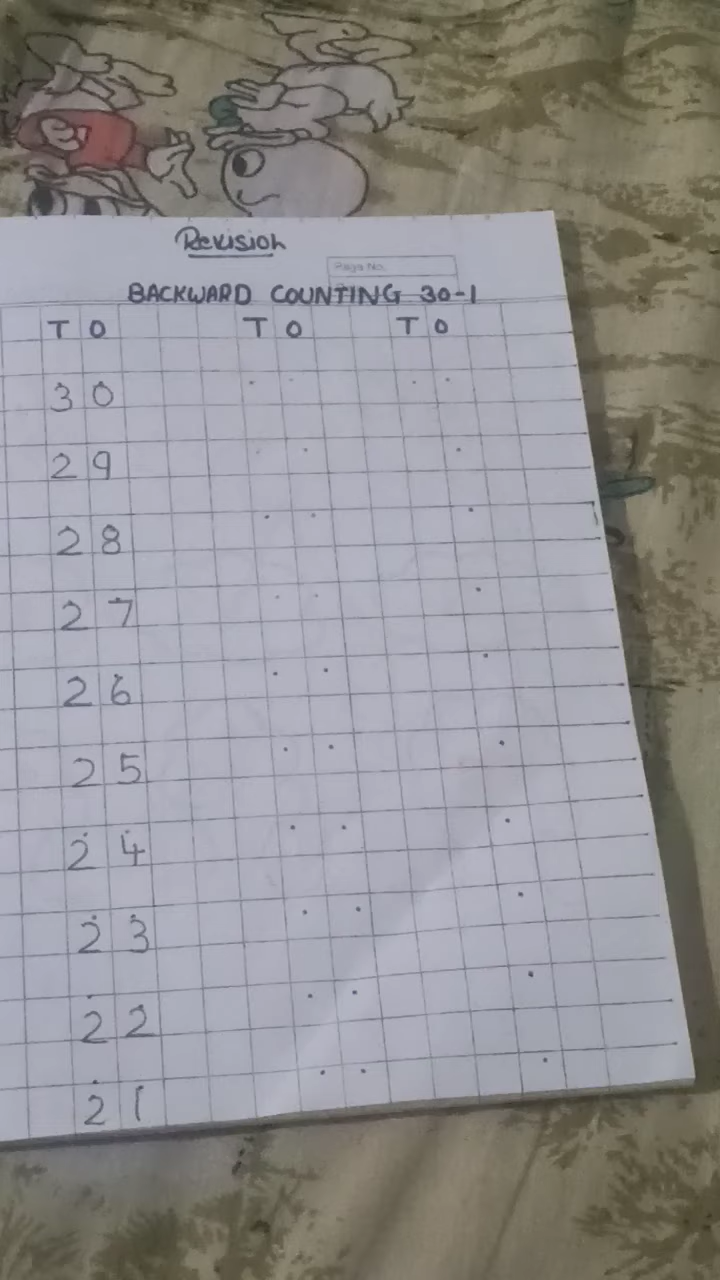 Revision
Page No.
BACKWARD COUNTING 30-1
T O T O T O
30
29
28
27
26
25
24
23
22
21